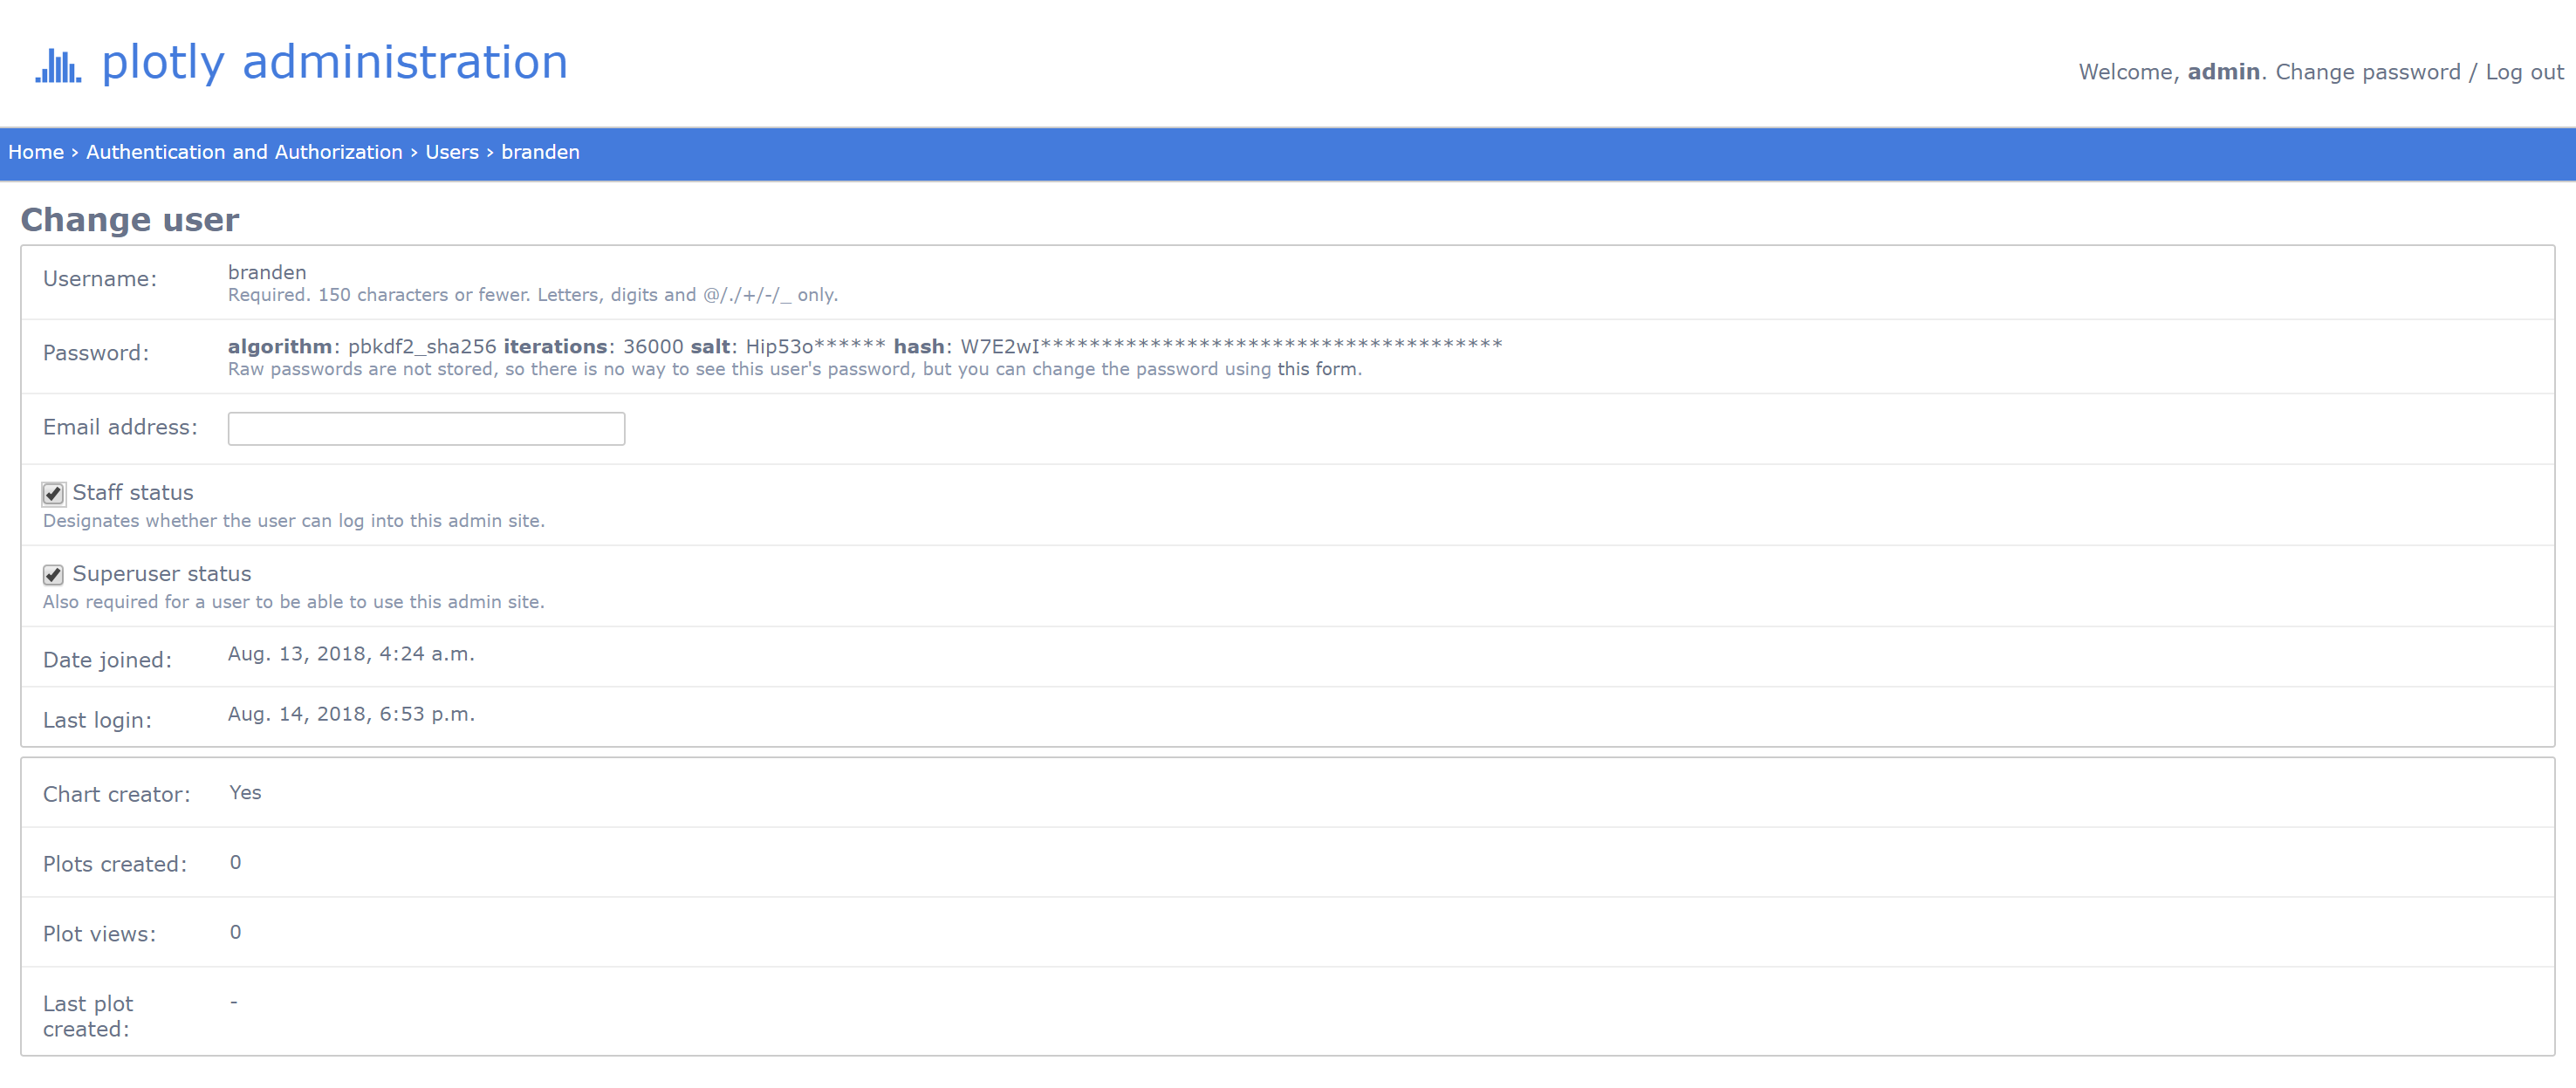 plotly administration
Welcome, admin. Change password / Log out
Home › Authentication and Authorization › Users › branden
Change user
Username: branden
Required. 150 characters or fewer. Letters, digits and @/./+/-/_ only.
Password: algorithm: pbkdf2_sha256 iterations: 36000 salt: Hip53o****** hash: W7E2wI**************************************
Raw passwords are not stored, so there is no way to see this user's password, but you can change the password using this form.
Email address:
Staff status
Designates whether the user can log into this admin site.
Superuser status
Also required for a user to be able to use this admin site.
Date joined: Aug. 13, 2018, 4:24 a.m.
Last login: Aug. 14, 2018, 6:53 p.m.
Chart creator: Yes
Plots created: 0
Plot views: 0
Last plot -
created: